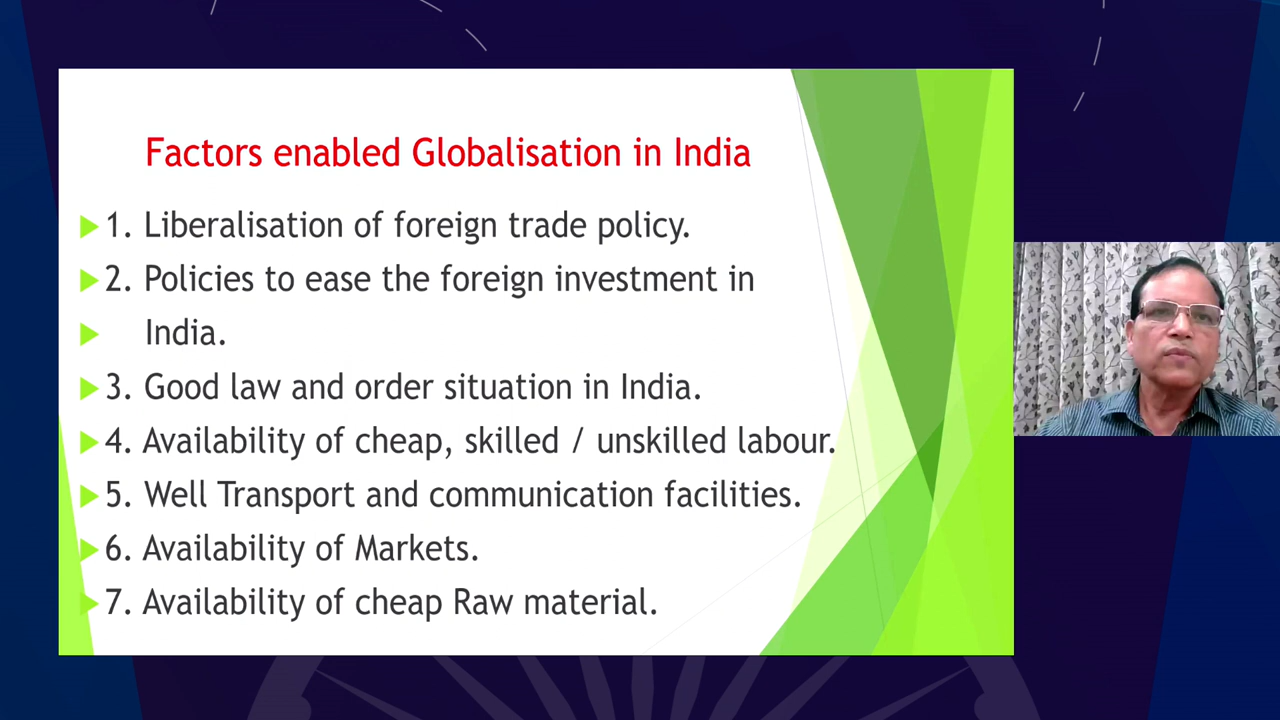 Factors enabled Globalisation in India
1. Liberalisation of foreign trade policy.
2. Policies to ease the foreign investment in
India.
3. Good law and order situation in India.
4. Availability of cheap, skilled / unskilled labour.
5. Well Transport and communication facilities.
6. Availability of Markets.
7. Availability of cheap Raw material.